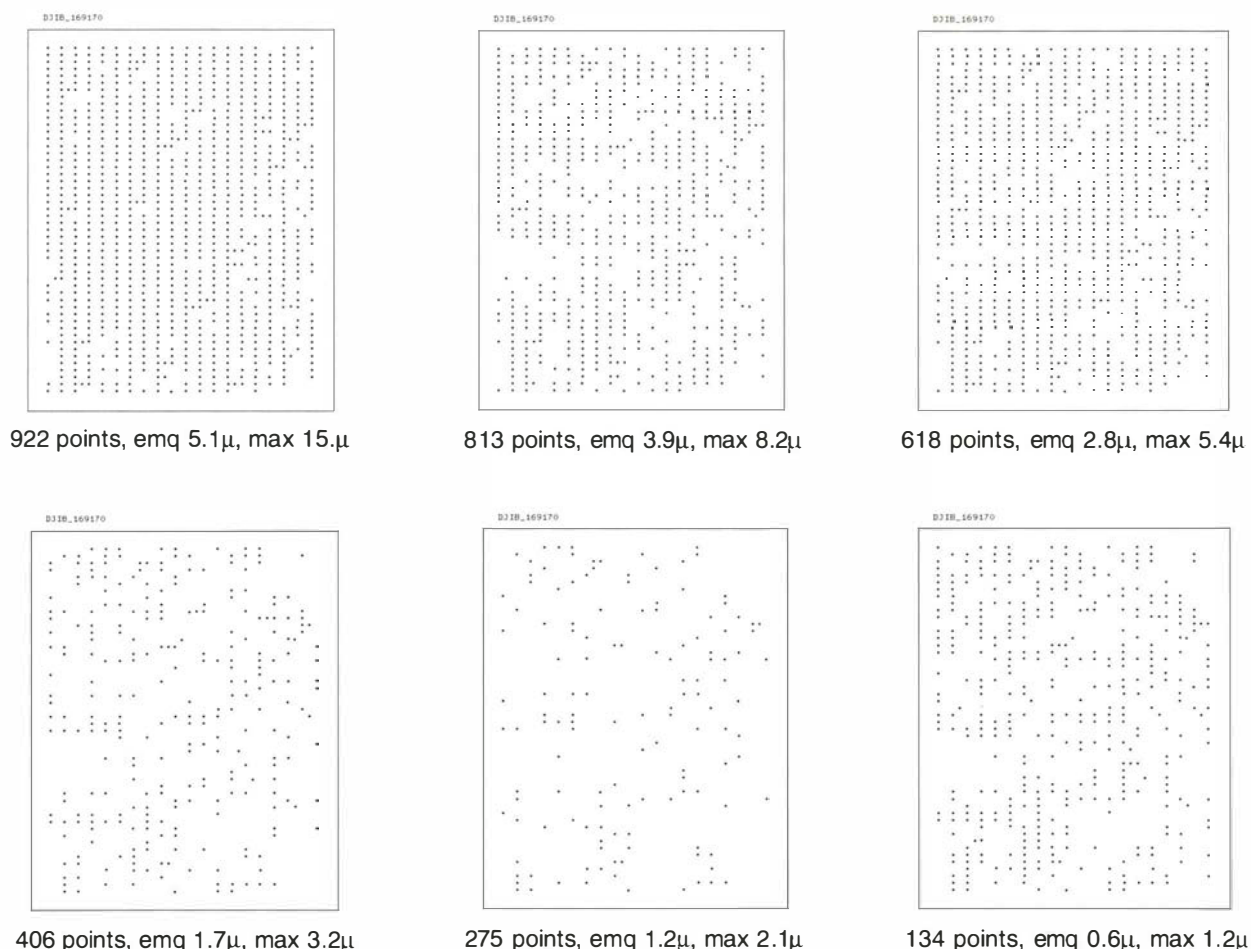 DJIB_169170
DJIB_169170
DJIB_169170
922 points, emq 5.1µ, max 15.µ
813 points, emq 3.9µ, max 8.2µ
618 points, emq 2.8µ, max 5.4µ
DJIB_169170
DJIB_169170
DJIB_169170
406 points, emq 1.7µ, max 3.2µ
275 points, emq 1.2µ, max 2.1µ
134 points, emq 0.6µ, max 1.2µ